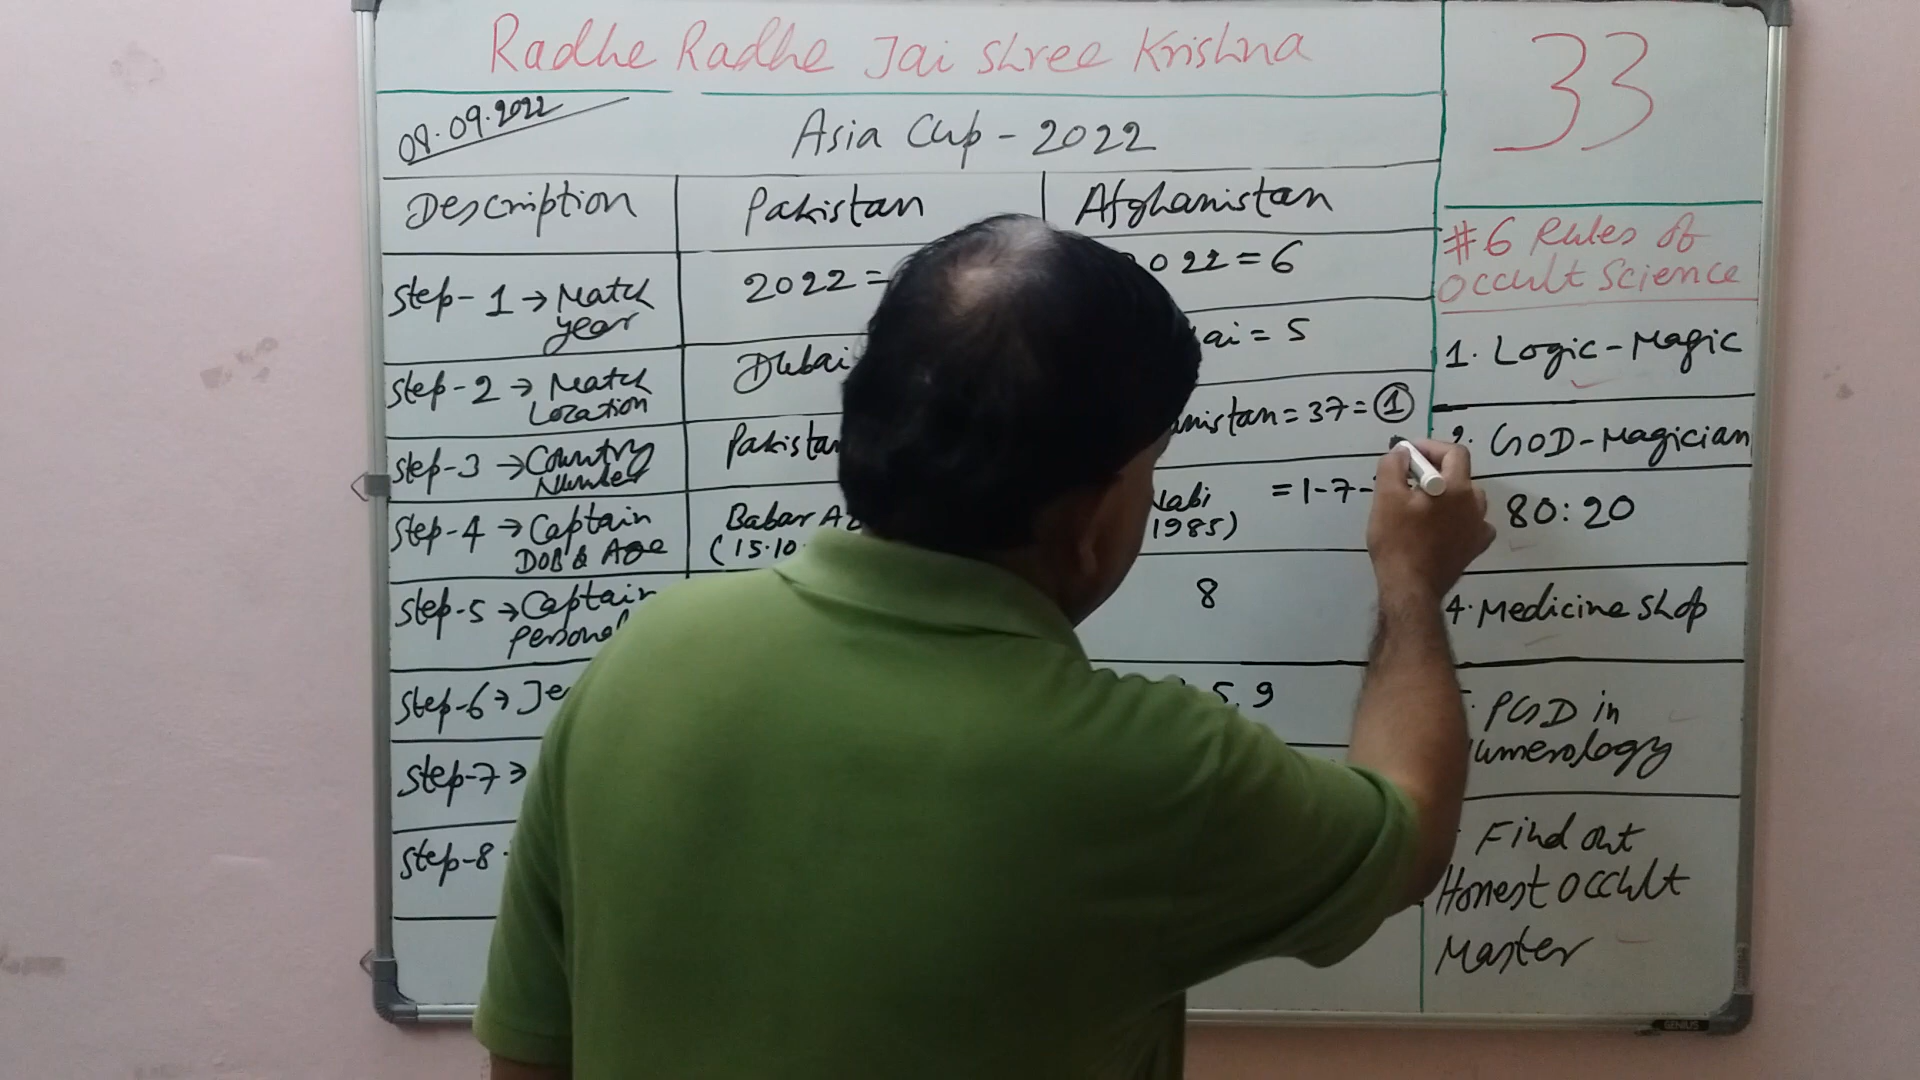 Radhe Radhe Jai Shree Krishna
33
08.09.2022
Asia Cup - 2022
Description
Pakistan
Afghanistan
#6 Rules of
Occult Science
Step-1 → Match
year
2022 =
022 = 6
1. Logic-Magic
Step-2 → Match
Location
Dubai
ai = 5
2. GOD-Magician
Step-3 → Country
Number
Pakistan
anistan = 37 = 1
80:20
Step-4 → Captain
DOB & Age
Babar Az
(15.10.
Nabi
1985)
= 1-7-
4. Medicine Shop
Step-5 → Captain
Personal
8
PGD in
Numerology
Step-6 → Je
5. 9
Step-7 →
Find out
Honest Occult
Master
Step-8
GENIUS